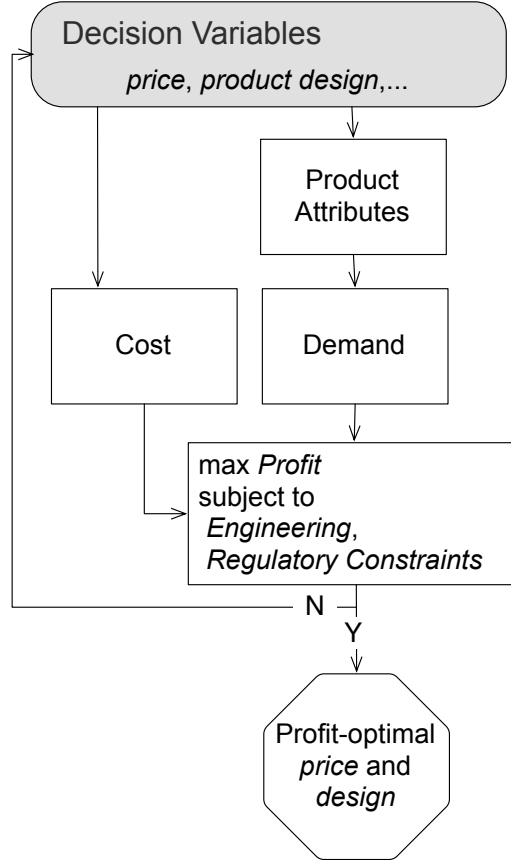 Decision Variables
price, product design,...
Product
Attributes
Cost
Demand
max Profit
subject to
Engineering,
Regulatory Constraints
N
Y
Profit-optimal
price and
design